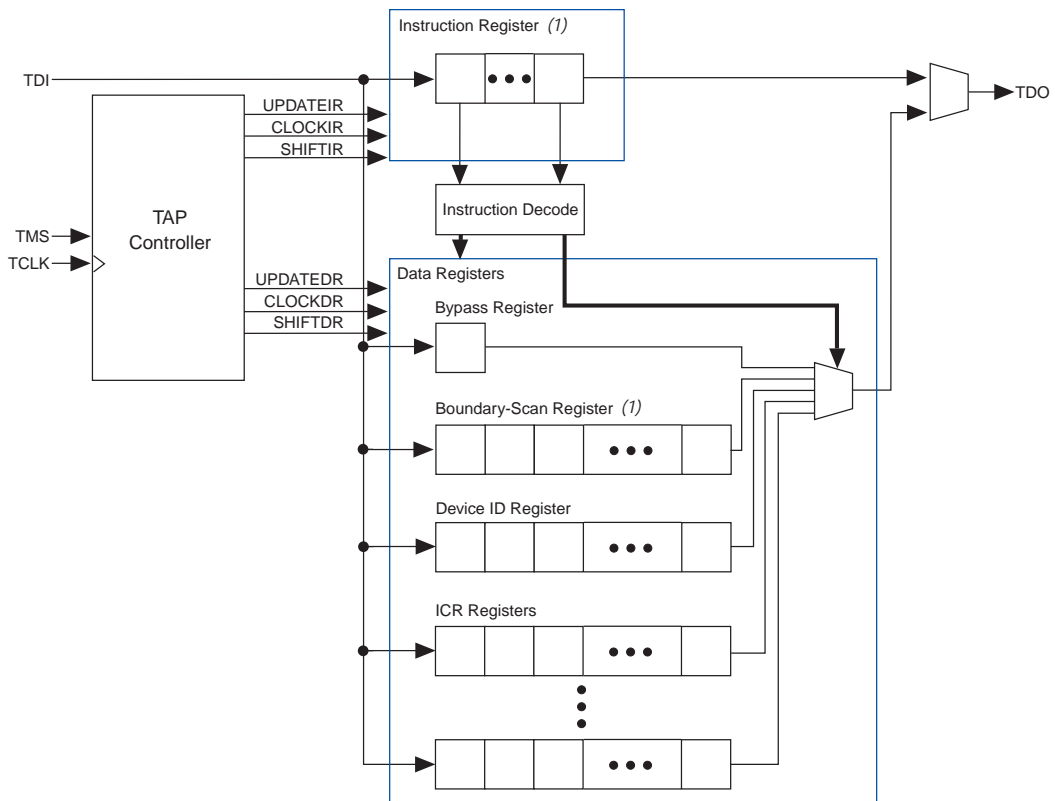 Instruction Register (1)
TDI
UPDATEIR
CLOCKIR
SHIFTIR
TDO
TAP
Controller
TMS
TCLK
Instruction Decode
UPDATEDR
CLOCKDR
SHIFTDR
Data Registers
Bypass Register
Boundary-Scan Register (1)
Device ID Register
ICR Registers